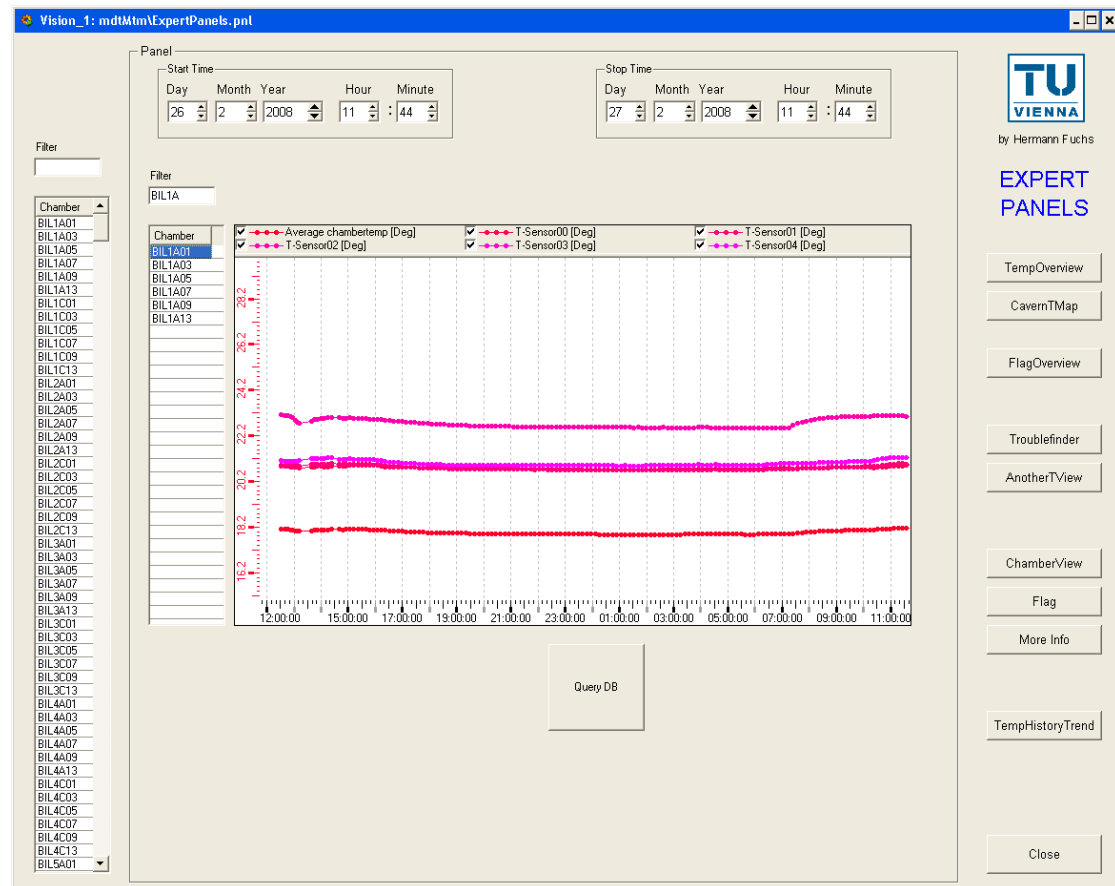 Vision_1: mdtMtm\ExpertPanels.pnl
Panel
Start Time
Day Month Year Hour Minute
26 2 2008 11 : 44
Stop Time
Day Month Year Hour Minute
27 2 2008 11 : 44
TU
VIENNA
by Hermann Fuchs
EXPERT
PANELS
Filter
Chamber
BIL1A01
BIL1A03
BIL1A05
BIL1A07
BIL1A09
BIL1A13
BIL1C01
BIL1C03
BIL1C05
BIL1C07
BIL1C09
BIL1C13
BIL2A01
BIL2A03
BIL2A05
BIL2A07
BIL2A09
BIL2A13
BIL2C01
BIL2C03
BIL2C05
BIL2C07
BIL2C09
BIL2C13
BIL3A01
BIL3A03
BIL3A05
BIL3A07
BIL3A09
BIL3A13
BIL3C01
BIL3C03
BIL3C05
BIL3C07
BIL3C09
BIL3C13
BIL4A01
BIL4A03
BIL4A05
BIL4A07
BIL4A09
BIL4A13
BIL4C01
BIL4C03
BIL4C05
BIL4C07
BIL4C09
BIL4C13
BIL5A01
Filter
BIL1A
Chamber
BIL1A01
BIL1A03
BIL1A05
BIL1A07
BIL1A09
BIL1A13
Average chambertemp [Deg] T-Sensor00 [Deg] T-Sensor01 [Deg]
T-Sensor02 [Deg] T-Sensor03 [Deg] T-Sensor04 [Deg]
28.2
26.2
24.2
22.2
20.2
18.2
16.2
12:00:00 15:00:00 17:00:00 19:00:00 21:00:00 23:00:00 01:00:00 03:00:00 05:00:00 07:00:00 09:00:00 11:00:00
Query DB
TempOverview
CavernTMap
FlagOverview
Troublefinder
AnotherTView
ChamberView
Flag
More Info
TempHistoryTrend
Close